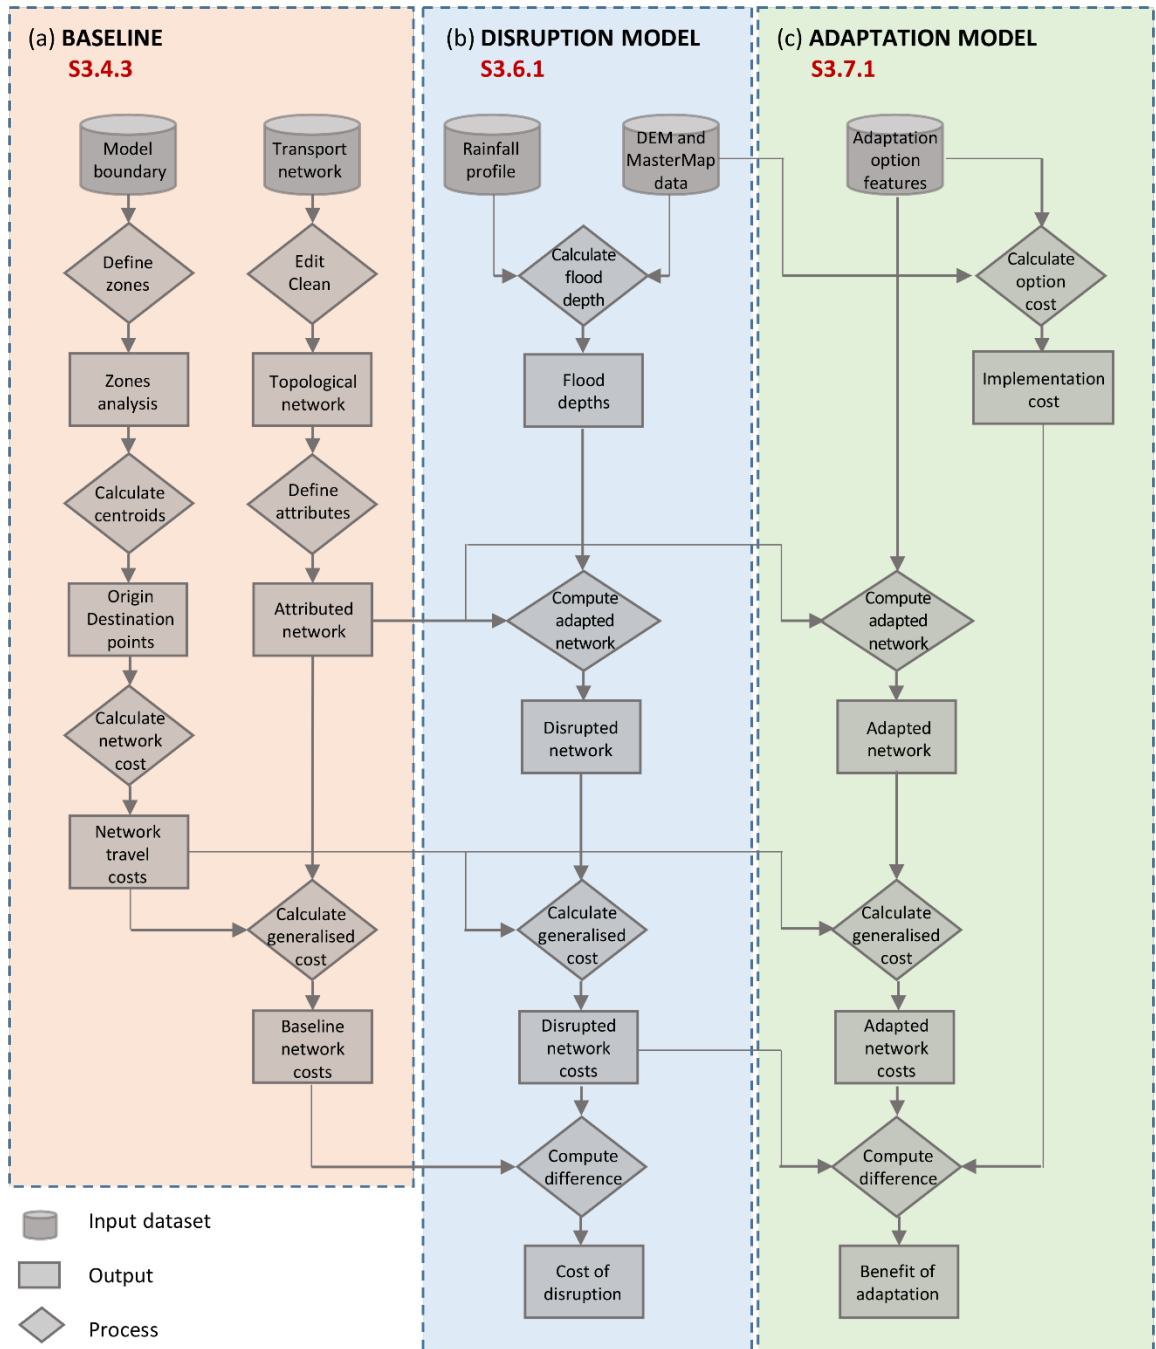 (a) BASELINE
S3.4.3
Model
boundary
Transport
network
Define
zones
Edit
Clean
Zones
analysis
Topological
network
Calculate
centroids
Define
attributes
Origin
Destination
points
Attributed
network
Calculate
network
cost
Network
travel
costs
Calculate
generalised
cost
Baseline
network
costs
(b) DISRUPTION MODEL
S3.6.1
Rainfall
profile
DEM and
MasterMap
data
Calculate
flood
depth
Flood
depths
Compute
adapted
network
Disrupted
network
Calculate
generalised
cost
Disrupted
network
costs
Compute
difference
Cost of
disruption
(c) ADAPTATION MODEL
S3.7.1
Adaptation
option
features
Calculate
option
cost
Implementation
cost
Compute
adapted
network
Adapted
network
Calculate
generalised
cost
Adapted
network
costs
Compute
difference
Benefit of
adaptation
Input dataset
Output
Process